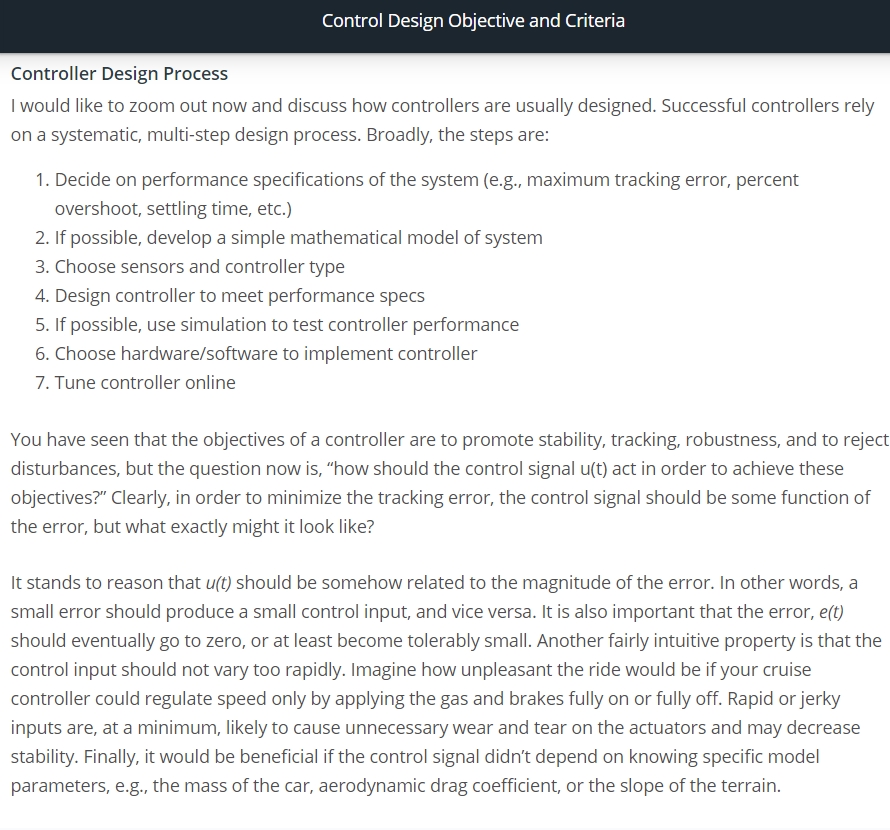 Control Design Objective and Criteria
Controller Design Process
I would like to zoom out now and discuss how controllers are usually designed. Successful controllers rely
on a systematic, multi-step design process. Broadly, the steps are:
1. Decide on performance specifications of the system (e.g., maximum tracking error, percent
overshoot, settling time, etc.)
2. If possible, develop a simple mathematical model of system
3. Choose sensors and controller type
4. Design controller to meet performance specs
5. If possible, use simulation to test controller performance
6. Choose hardware/software to implement controller
7. Tune controller online
You have seen that the objectives of a controller are to promote stability, tracking, robustness, and to reject
disturbances, but the question now is, “how should the control signal u(t) act in order to achieve these
objectives?” Clearly, in order to minimize the tracking error, the control signal should be some function of
the error, but what exactly might it look like?
It stands to reason that u(t) should be somehow related to the magnitude of the error. In other words, a
small error should produce a small control input, and vice versa. It is also important that the error, e(t)
should eventually go to zero, or at least become tolerably small. Another fairly intuitive property is that the
control input should not vary too rapidly. Imagine how unpleasant the ride would be if your cruise
controller could regulate speed only by applying the gas and brakes fully on or fully off. Rapid or jerky
inputs are, at a minimum, likely to cause unnecessary wear and tear on the actuators and may decrease
stability. Finally, it would be beneficial if the control signal didn’t depend on knowing specific model
parameters, e.g., the mass of the car, aerodynamic drag coefficient, or the slope of the terrain.